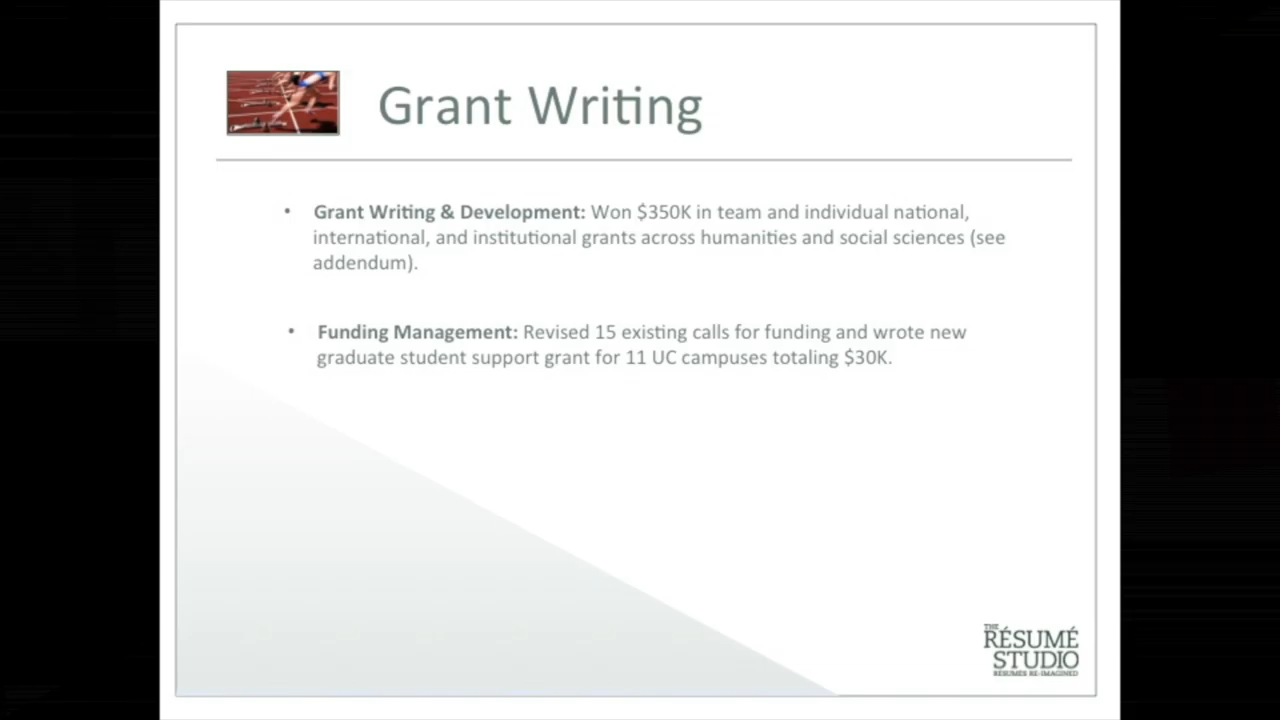 Grant Writing
• Grant Writing & Development: Won $350K in team and individual national,
international, and institutional grants across humanities and social sciences (see
addendum).
• Funding Management: Revised 15 existing calls for funding and wrote new
graduate student support grant for 11 UC campuses totaling $30K.
THE
RÉSUMÉ
STUDIO
RÉSUMÉS RE-IMAGINED